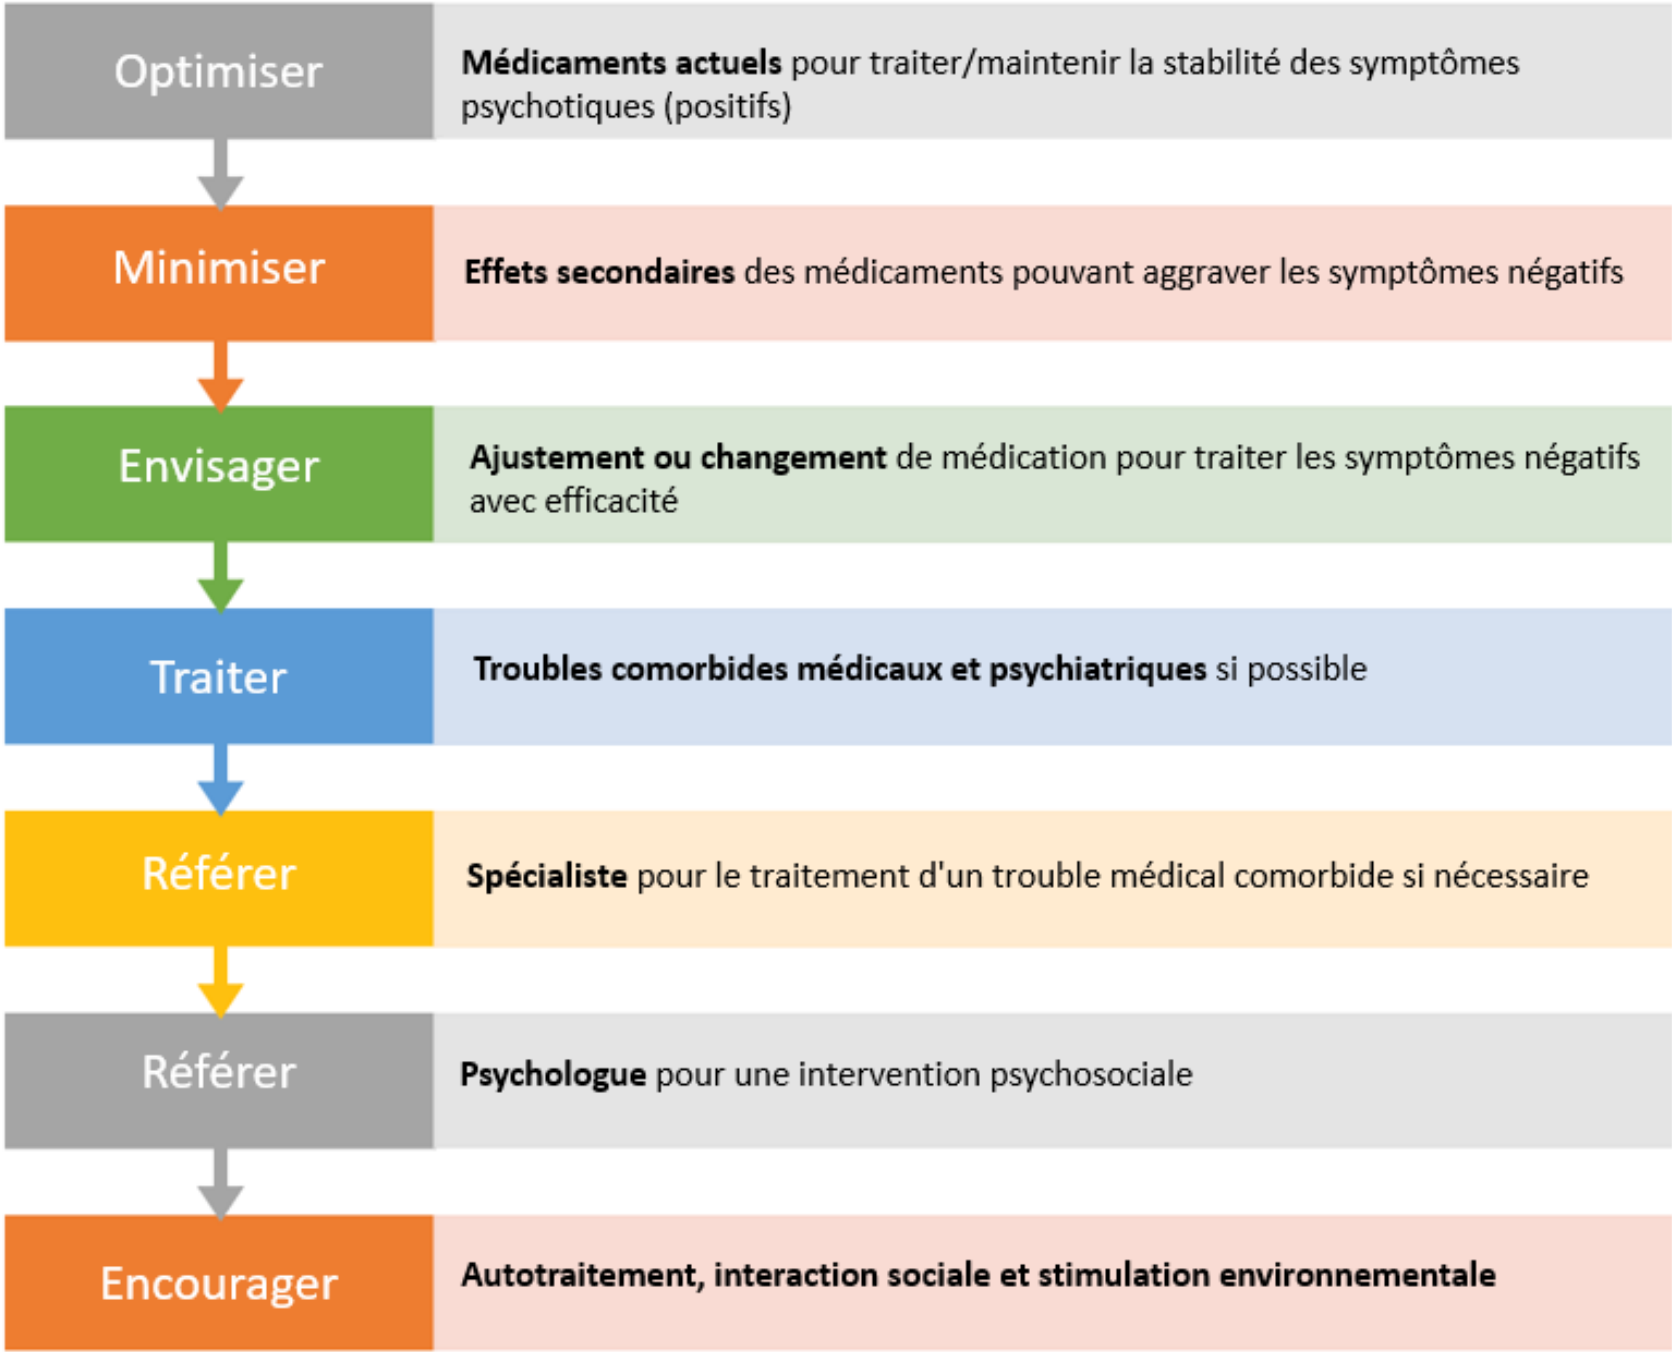 Optimiser
Médicaments actuels pour traiter/maintenir la stabilité des symptômes
psychotiques (positifs)
Minimiser
Effets secondaires des médicaments pouvant aggraver les symptômes négatifs
Envisager
Ajustement ou changement de médication pour traiter les symptômes négatifs
avec efficacité
Traiter
Troubles comorbides médicaux et psychiatriques si possible
Référer
Spécialiste pour le traitement d'un trouble médical comorbide si nécessaire
Référer
Psychologue pour une intervention psychosociale
Encourager
Autotraitement, interaction sociale et stimulation environnementale